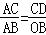 AC/AB = CD/OB